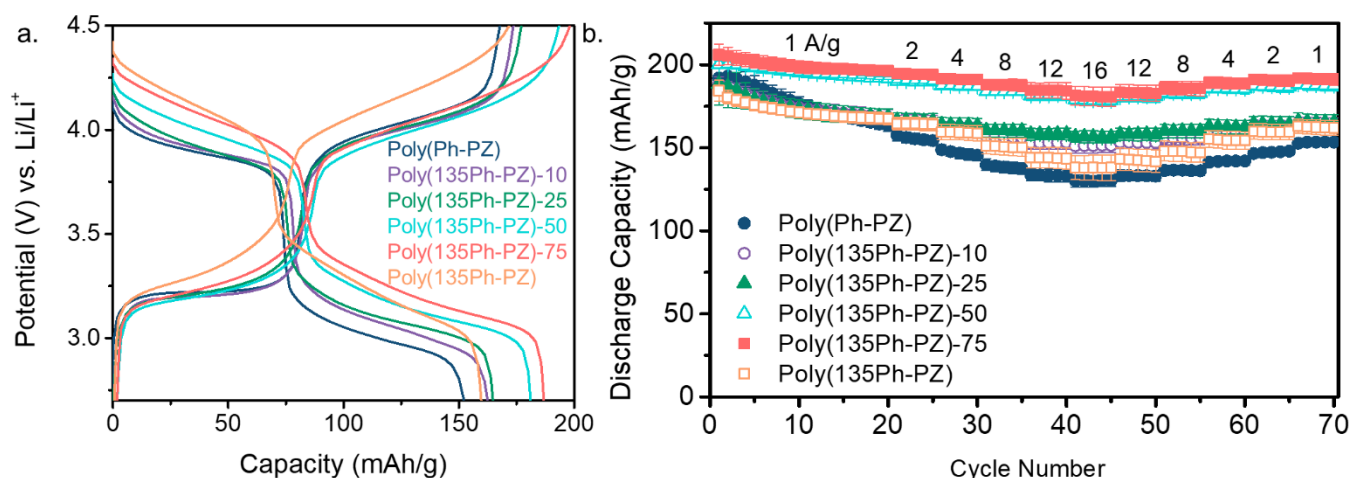 a.
Potential (V) vs. Li/Li⁺
4.5
4.0
3.5
3.0
Poly(Ph-PZ)
Poly(135Ph-PZ)-10
Poly(135Ph-PZ)-25
Poly(135Ph-PZ)-50
Poly(135Ph-PZ)-75
Poly(135Ph-PZ)
0 50 100 150 200
Capacity (mAh/g)
b.
Discharge Capacity (mAh/g)
200
150
100
50
0
1 A/g 2 4 8 12 16 12 8 4 2 1
Poly(Ph-PZ)
Poly(135Ph-PZ)-10
Poly(135Ph-PZ)-25
Poly(135Ph-PZ)-50
Poly(135Ph-PZ)-75
Poly(135Ph-PZ)
0 10 20 30 40 50 60 70
Cycle Number